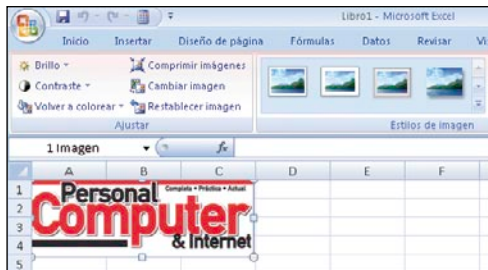 Libro1 - Microsoft Excel
Inicio Insertar Diseño de página Fórmulas Datos Revisar Vi
Brillo Comprimir imágenes
Contraste Cambiar imagen
Volver a colorear Restablecer imagen
Ajustar Estilos de imagen
1 Imagen fx
A B C D E F
1
2
3
4
5
Personal
Completa • Práctica • Actual
Computer
& Internet